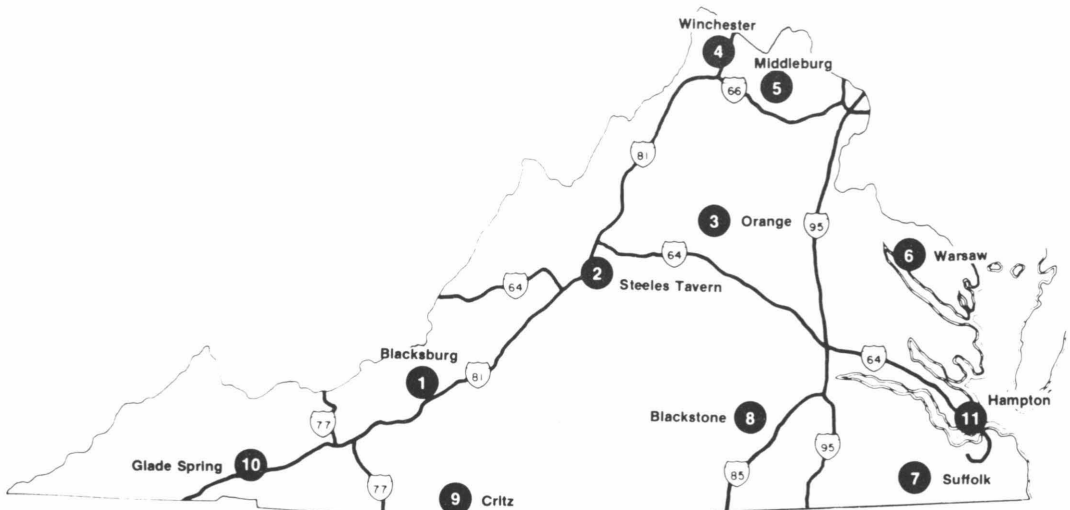 Winchester
4
Middleburg
5
66
81
3 Orange
95
6 Warsaw
64
2 Steeles Tavern
64
Blacksburg
1
81
64
77
Hampton
11
Blackstone 8
Glade Spring 10
95
85
7 Suffolk
77
9 Critz